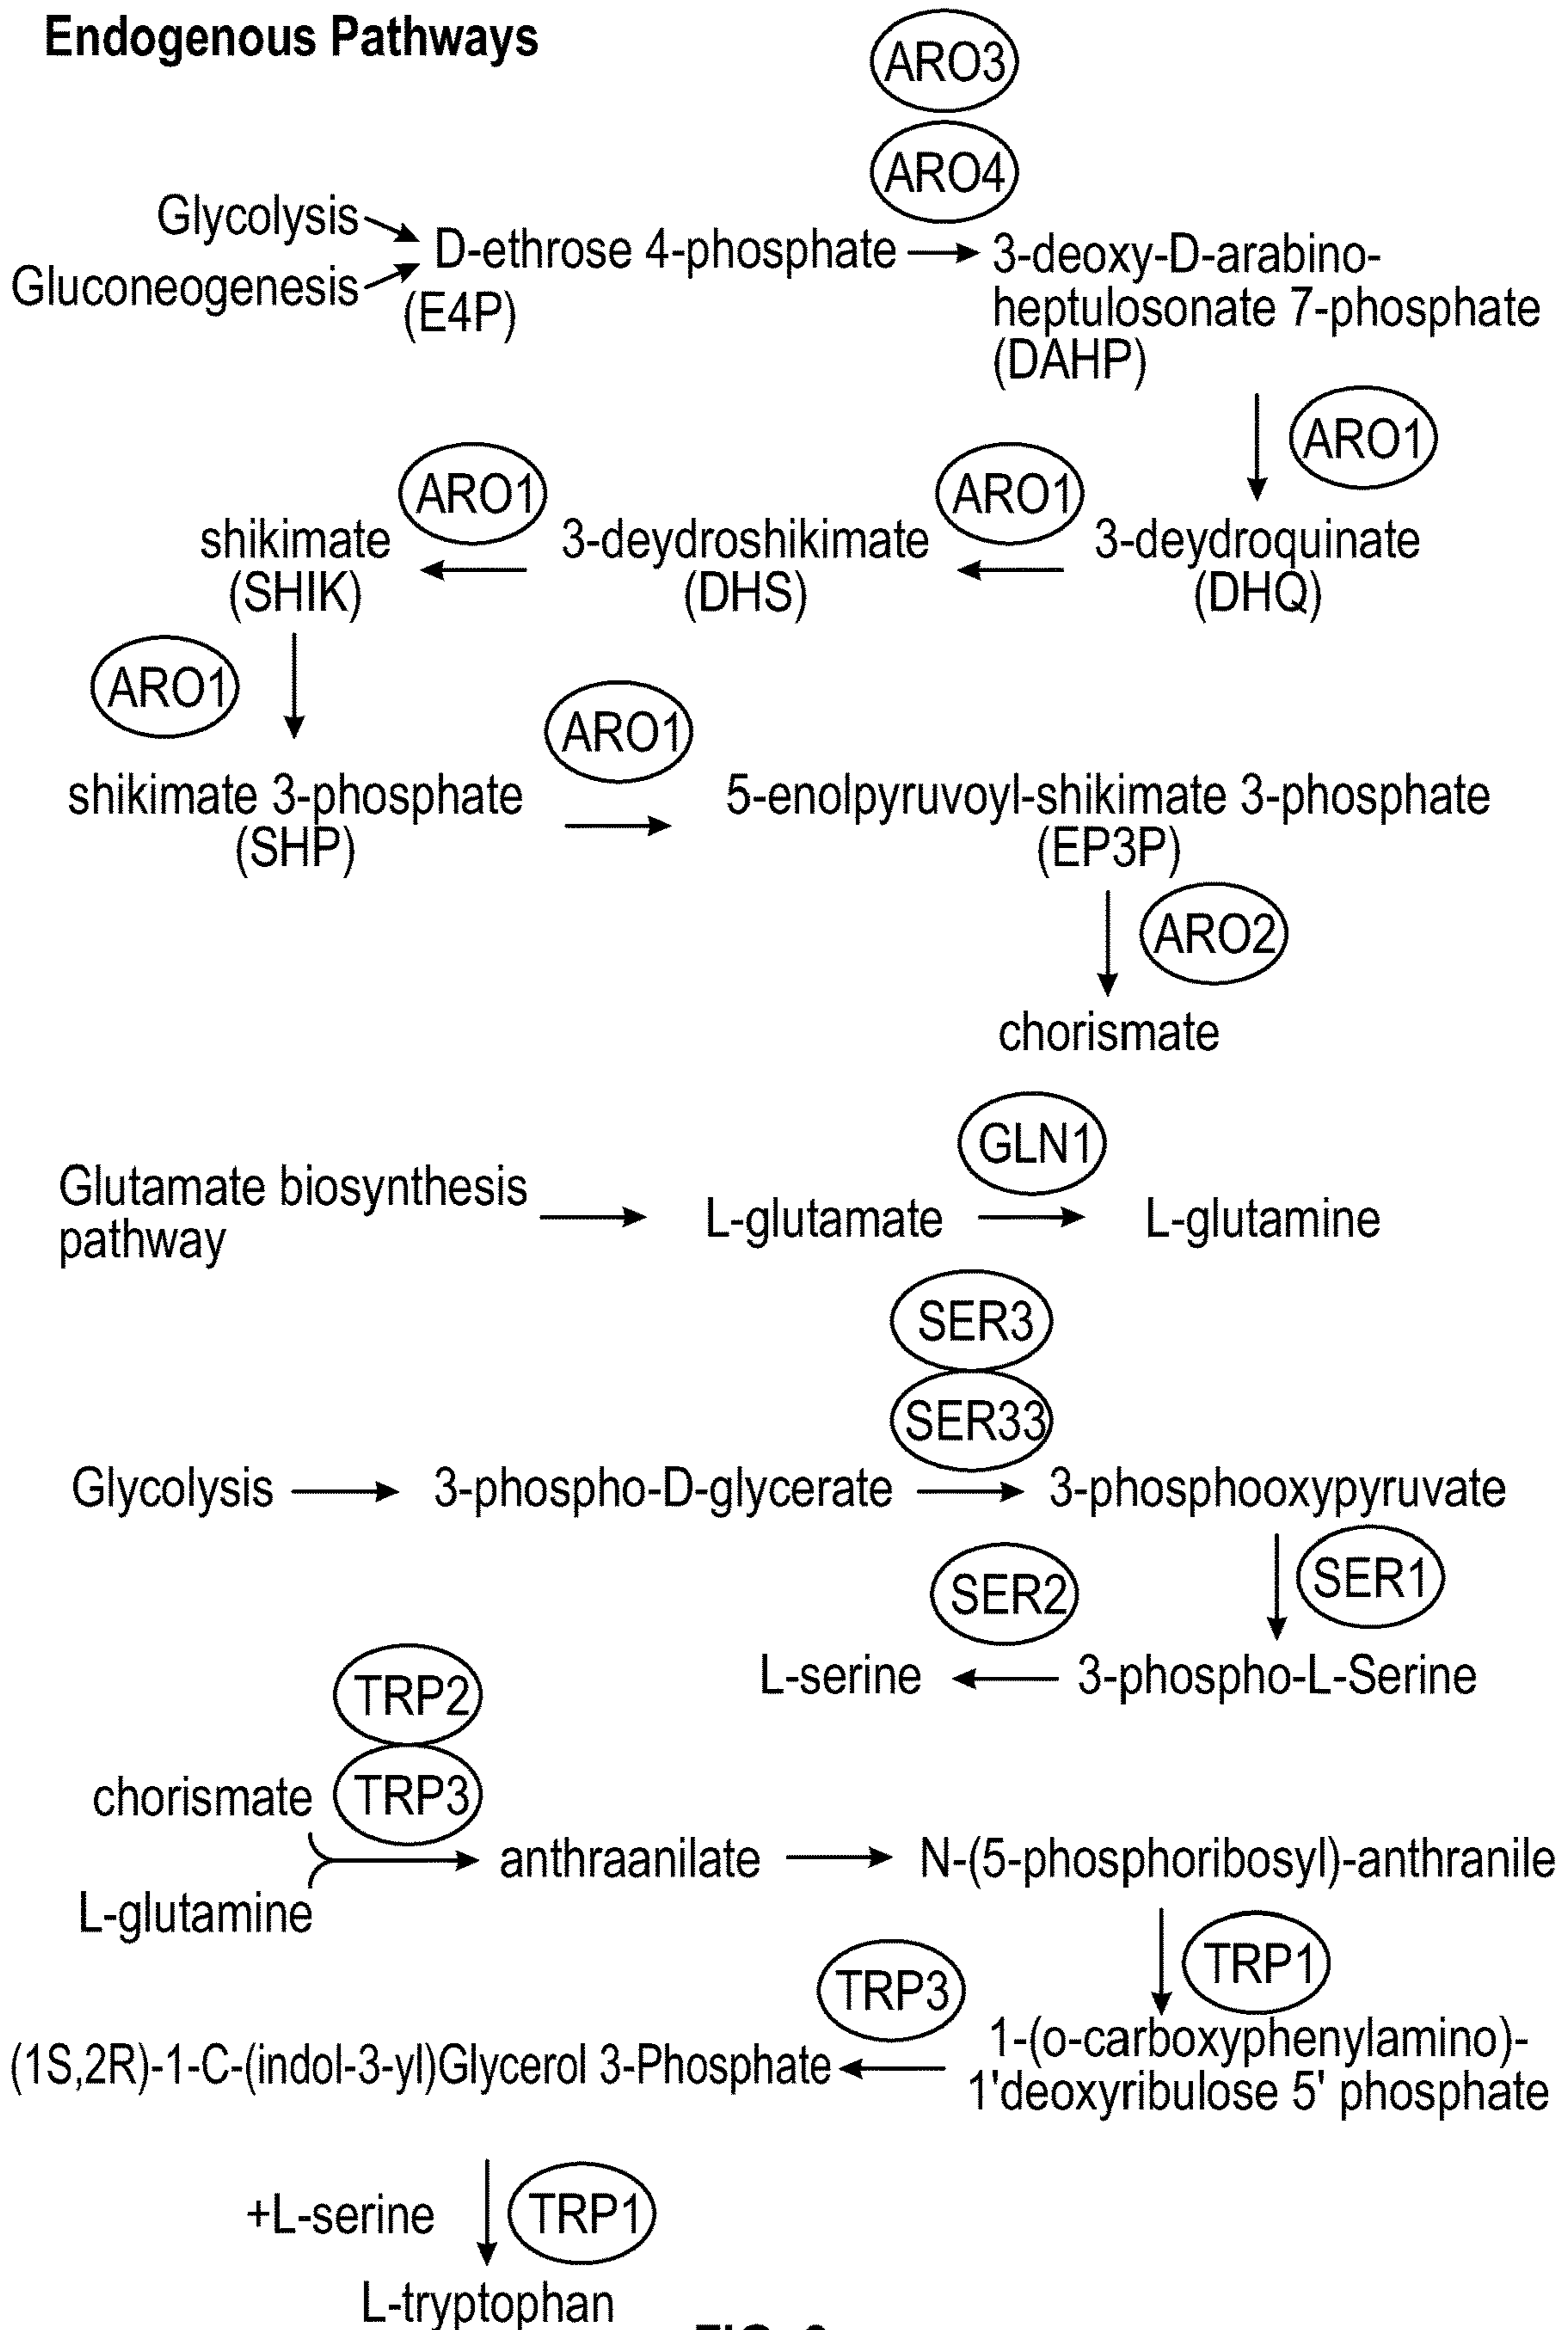 Endogenous Pathways
ARO3
ARO4
Glycolysis
Gluconeogenesis
D-ethrose 4-phosphate
(E4P)
3-deoxy-D-arabino-
heptulosonate 7-phosphate
(DAHP)
ARO1
ARO1
ARO1
shikimate
(SHIK)
3-deydroshikimate
(DHS)
3-deydroquinate
(DHQ)
ARO1
ARO1
shikimate 3-phosphate
(SHP)
5-enolpyruvoyl-shikimate 3-phosphate
(EP3P)
ARO2
chorismate
GLN1
Glutamate biosynthesis
pathway
L-glutamate
L-glutamine
SER3
SER33
Glycolysis
3-phospho-D-glycerate
3-phosphooxypyruvate
SER2
SER1
L-serine
3-phospho-L-Serine
TRP2
TRP3
chorismate
L-glutamine
anthraanilate
N-(5-phosphoribosyl)-anthranile
TRP3
TRP1
(1S,2R)-1-C-(indol-3-yl)Glycerol 3-Phosphate
1-(o-carboxyphenylamino)-
1'deoxyribulose 5' phosphate
+L-serine
TRP1
L-tryptophan